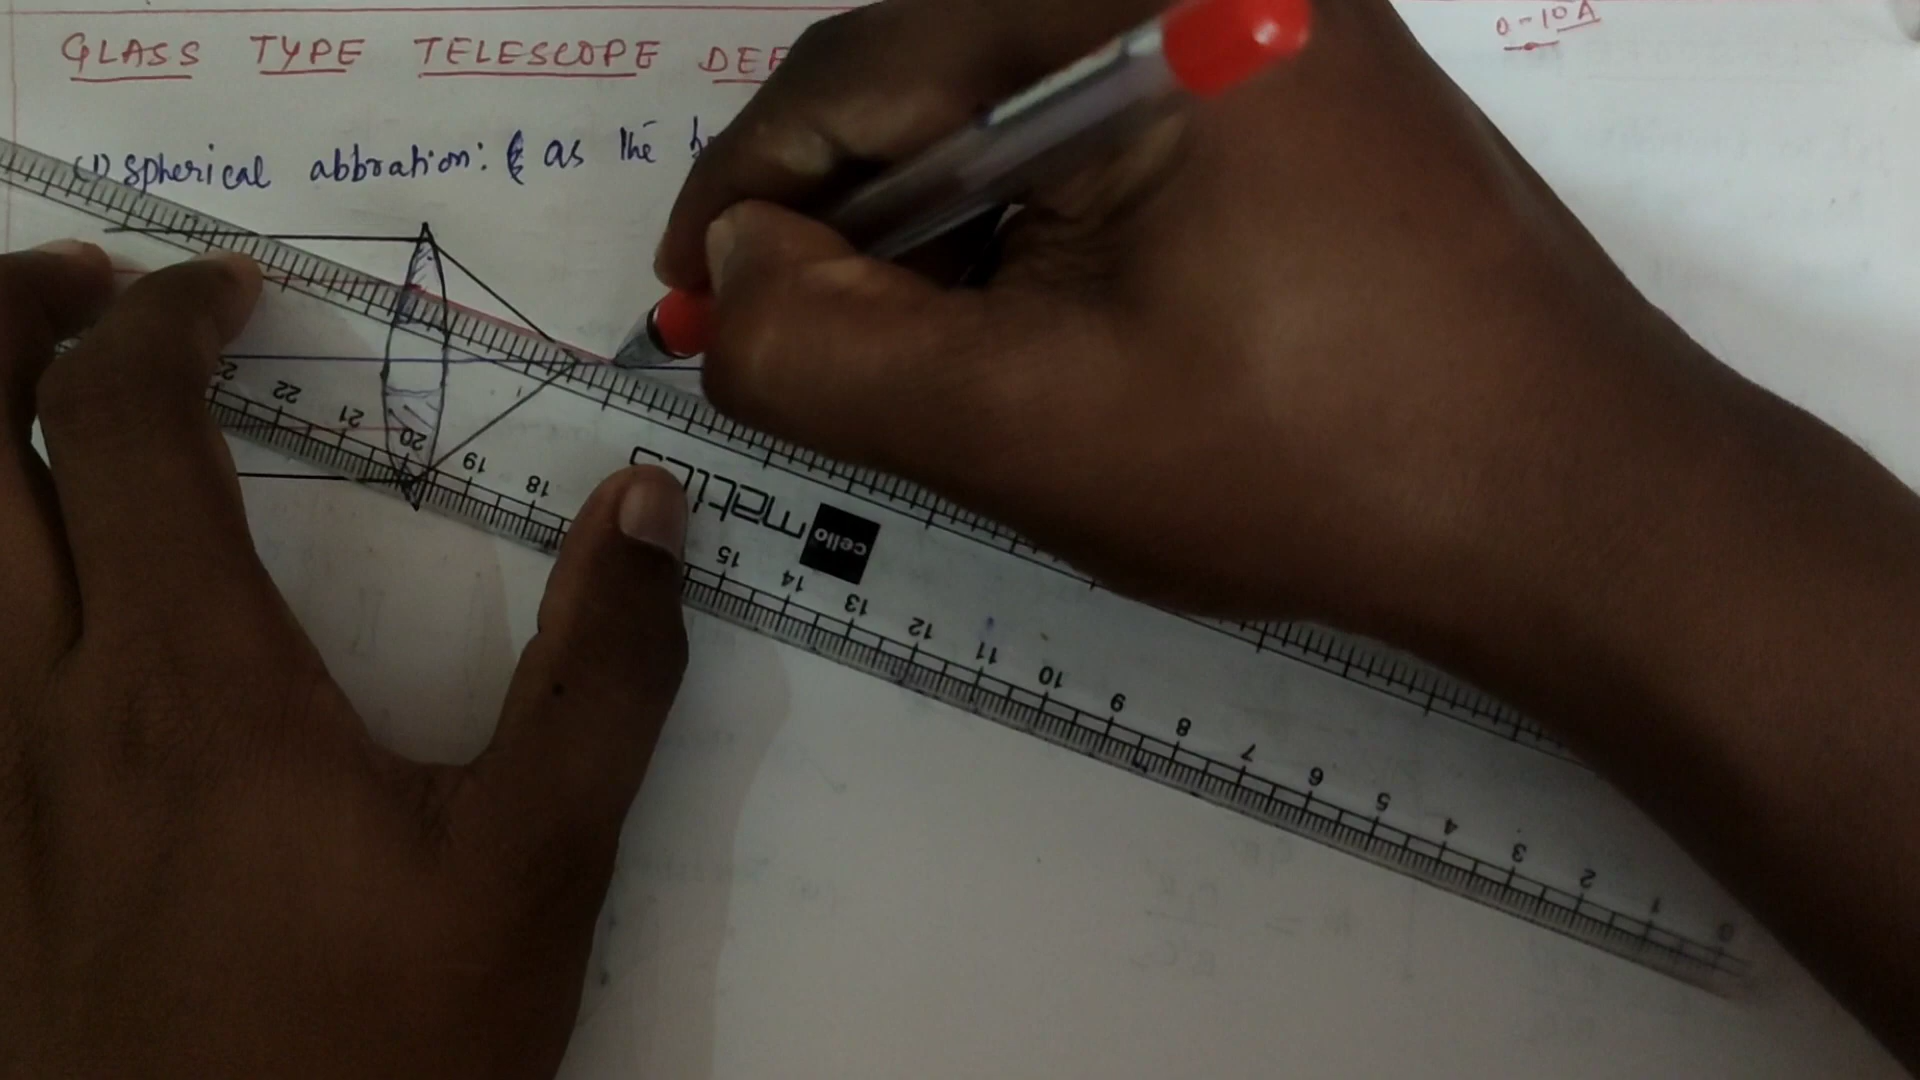 0-10A
GLASS TYPE TELESCOPE DEF
(1) Spherical abbration: as the
22 21 20 19 18 15 14 13 12 11 10 9 8 7 6 5 4 3 2 1 0
matics
cello